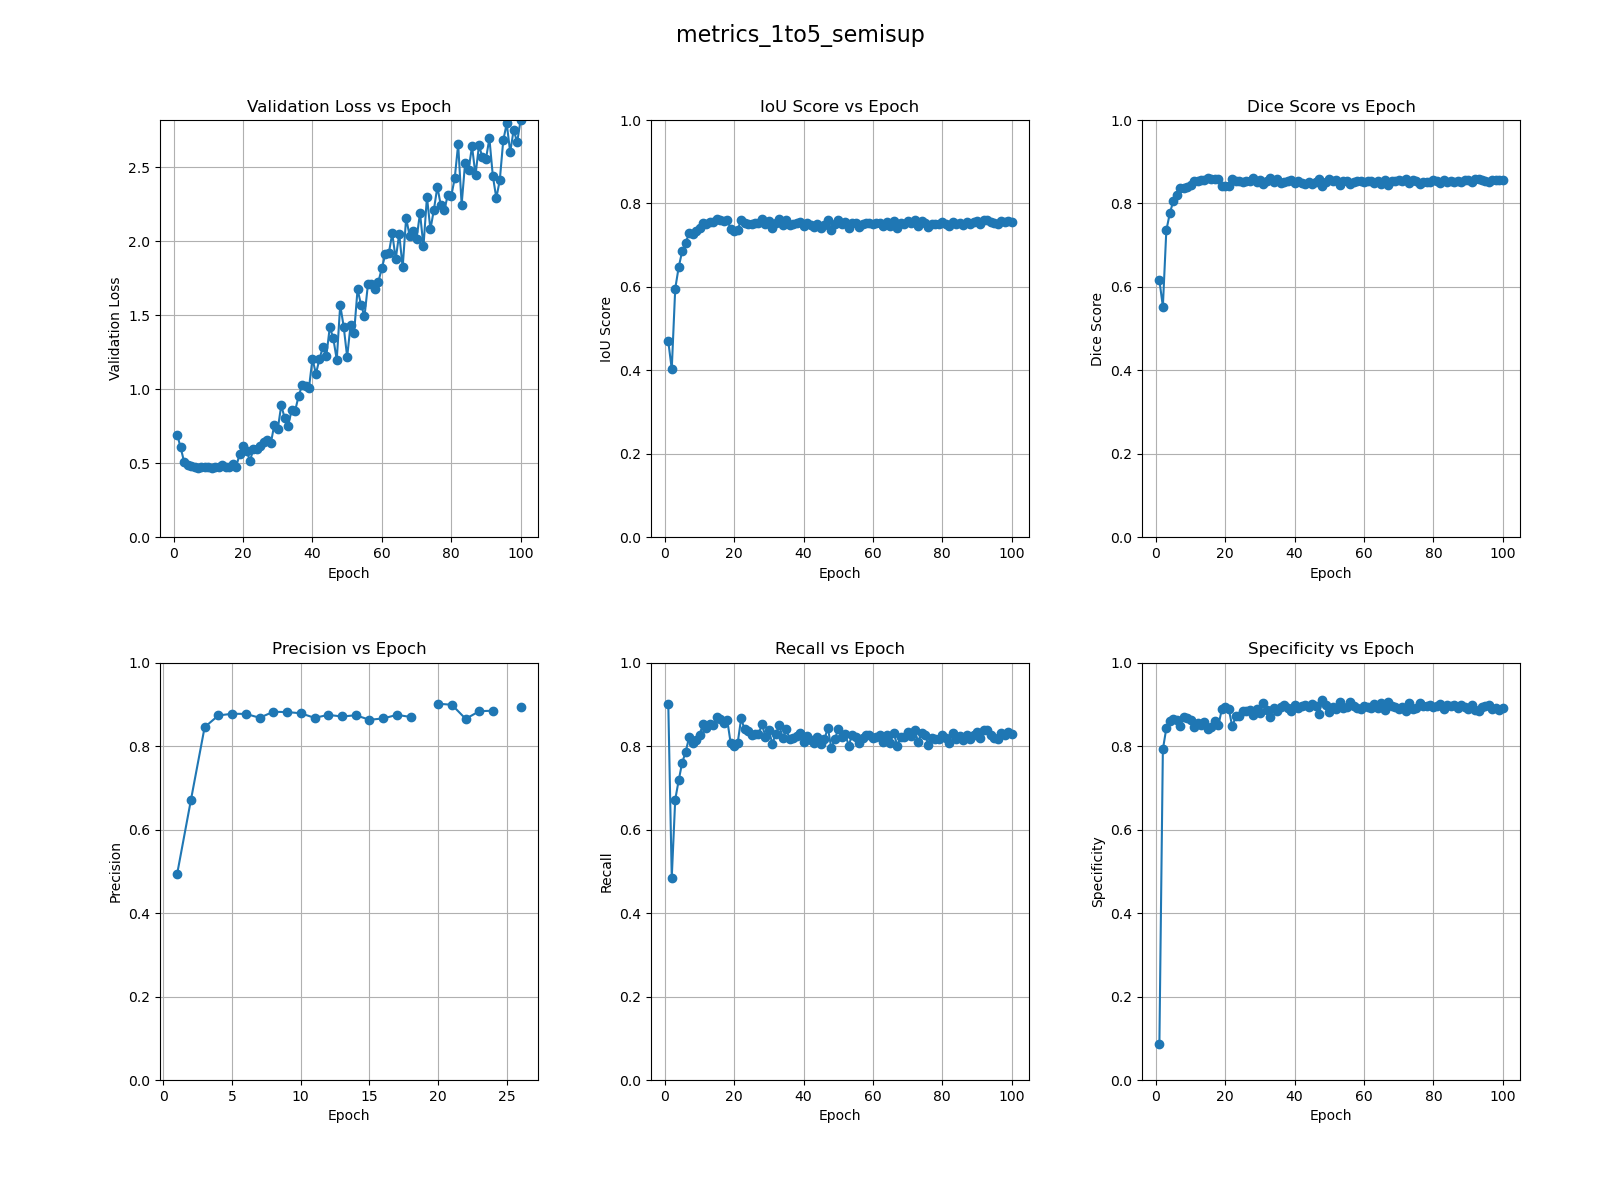 metrics_1to5_semisup
Validation Loss vs Epoch
IoU Score vs Epoch
Dice Score vs Epoch
Validation Loss
2.5
2.0
1.5
1.0
0.5
0.0
0 20 40 60 80 100
Epoch
IoU Score
1.0
0.8
0.6
0.4
0.2
0.0
0 20 40 60 80 100
Epoch
Dice Score
1.0
0.8
0.6
0.4
0.2
0.0
0 20 40 60 80 100
Epoch
Precision vs Epoch
Recall vs Epoch
Specificity vs Epoch
Precision
1.0
0.8
0.6
0.4
0.2
0.0
0 5 10 15 20 25
Epoch
Recall
1.0
0.8
0.6
0.4
0.2
0.0
0 20 40 60 80 100
Epoch
Specificity
1.0
0.8
0.6
0.4
0.2
0.0
0 20 40 60 80 100
Epoch